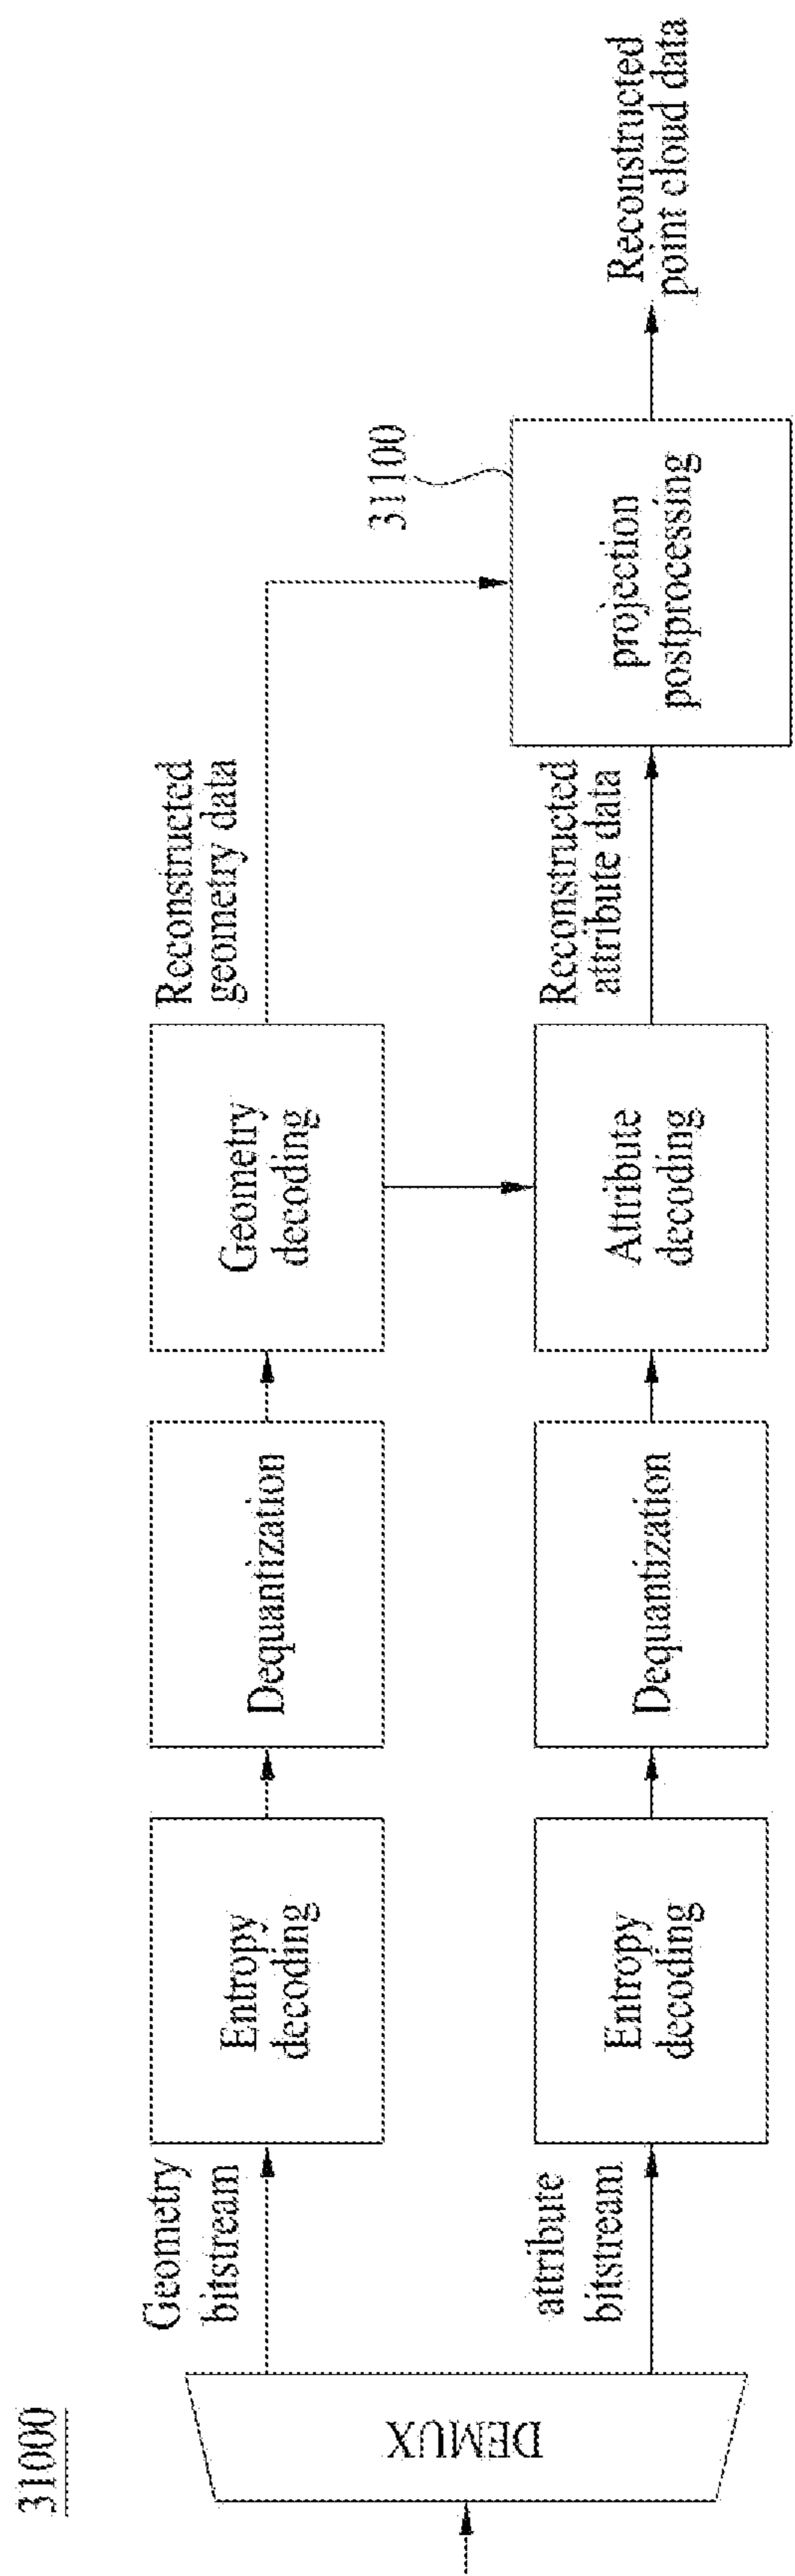 31000
DEMUX
Geometry
bitstream
Entropy
decoding
Dequantization
Geometry
decoding
Reconstructed
geometry data
attribute
bitstream
Entropy
decoding
Dequantization
Attribute
decoding
Reconstructed
attribute data
31100
projection
postprocessing
Reconstructed
point cloud data